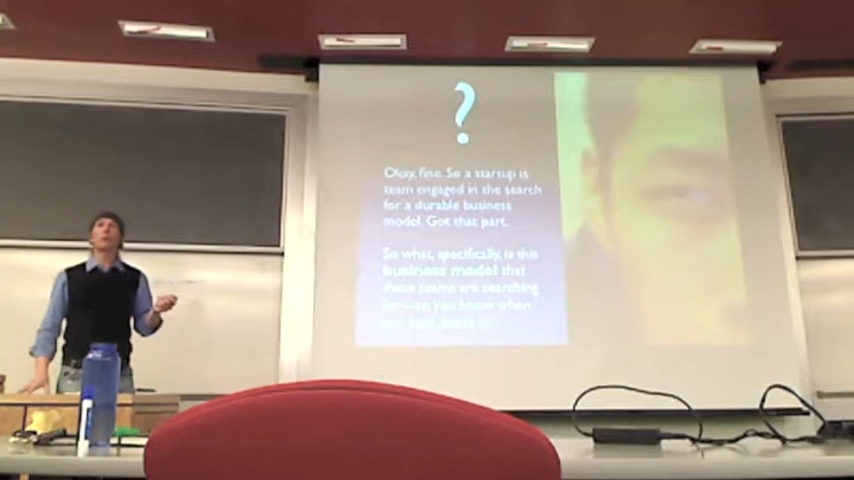 ?
Okay, fine. So a startup is
team engaged in the search
for a durable business
model. Got that part.
So what, specifically, is this
business model that
these teams are searching
for—so you know when